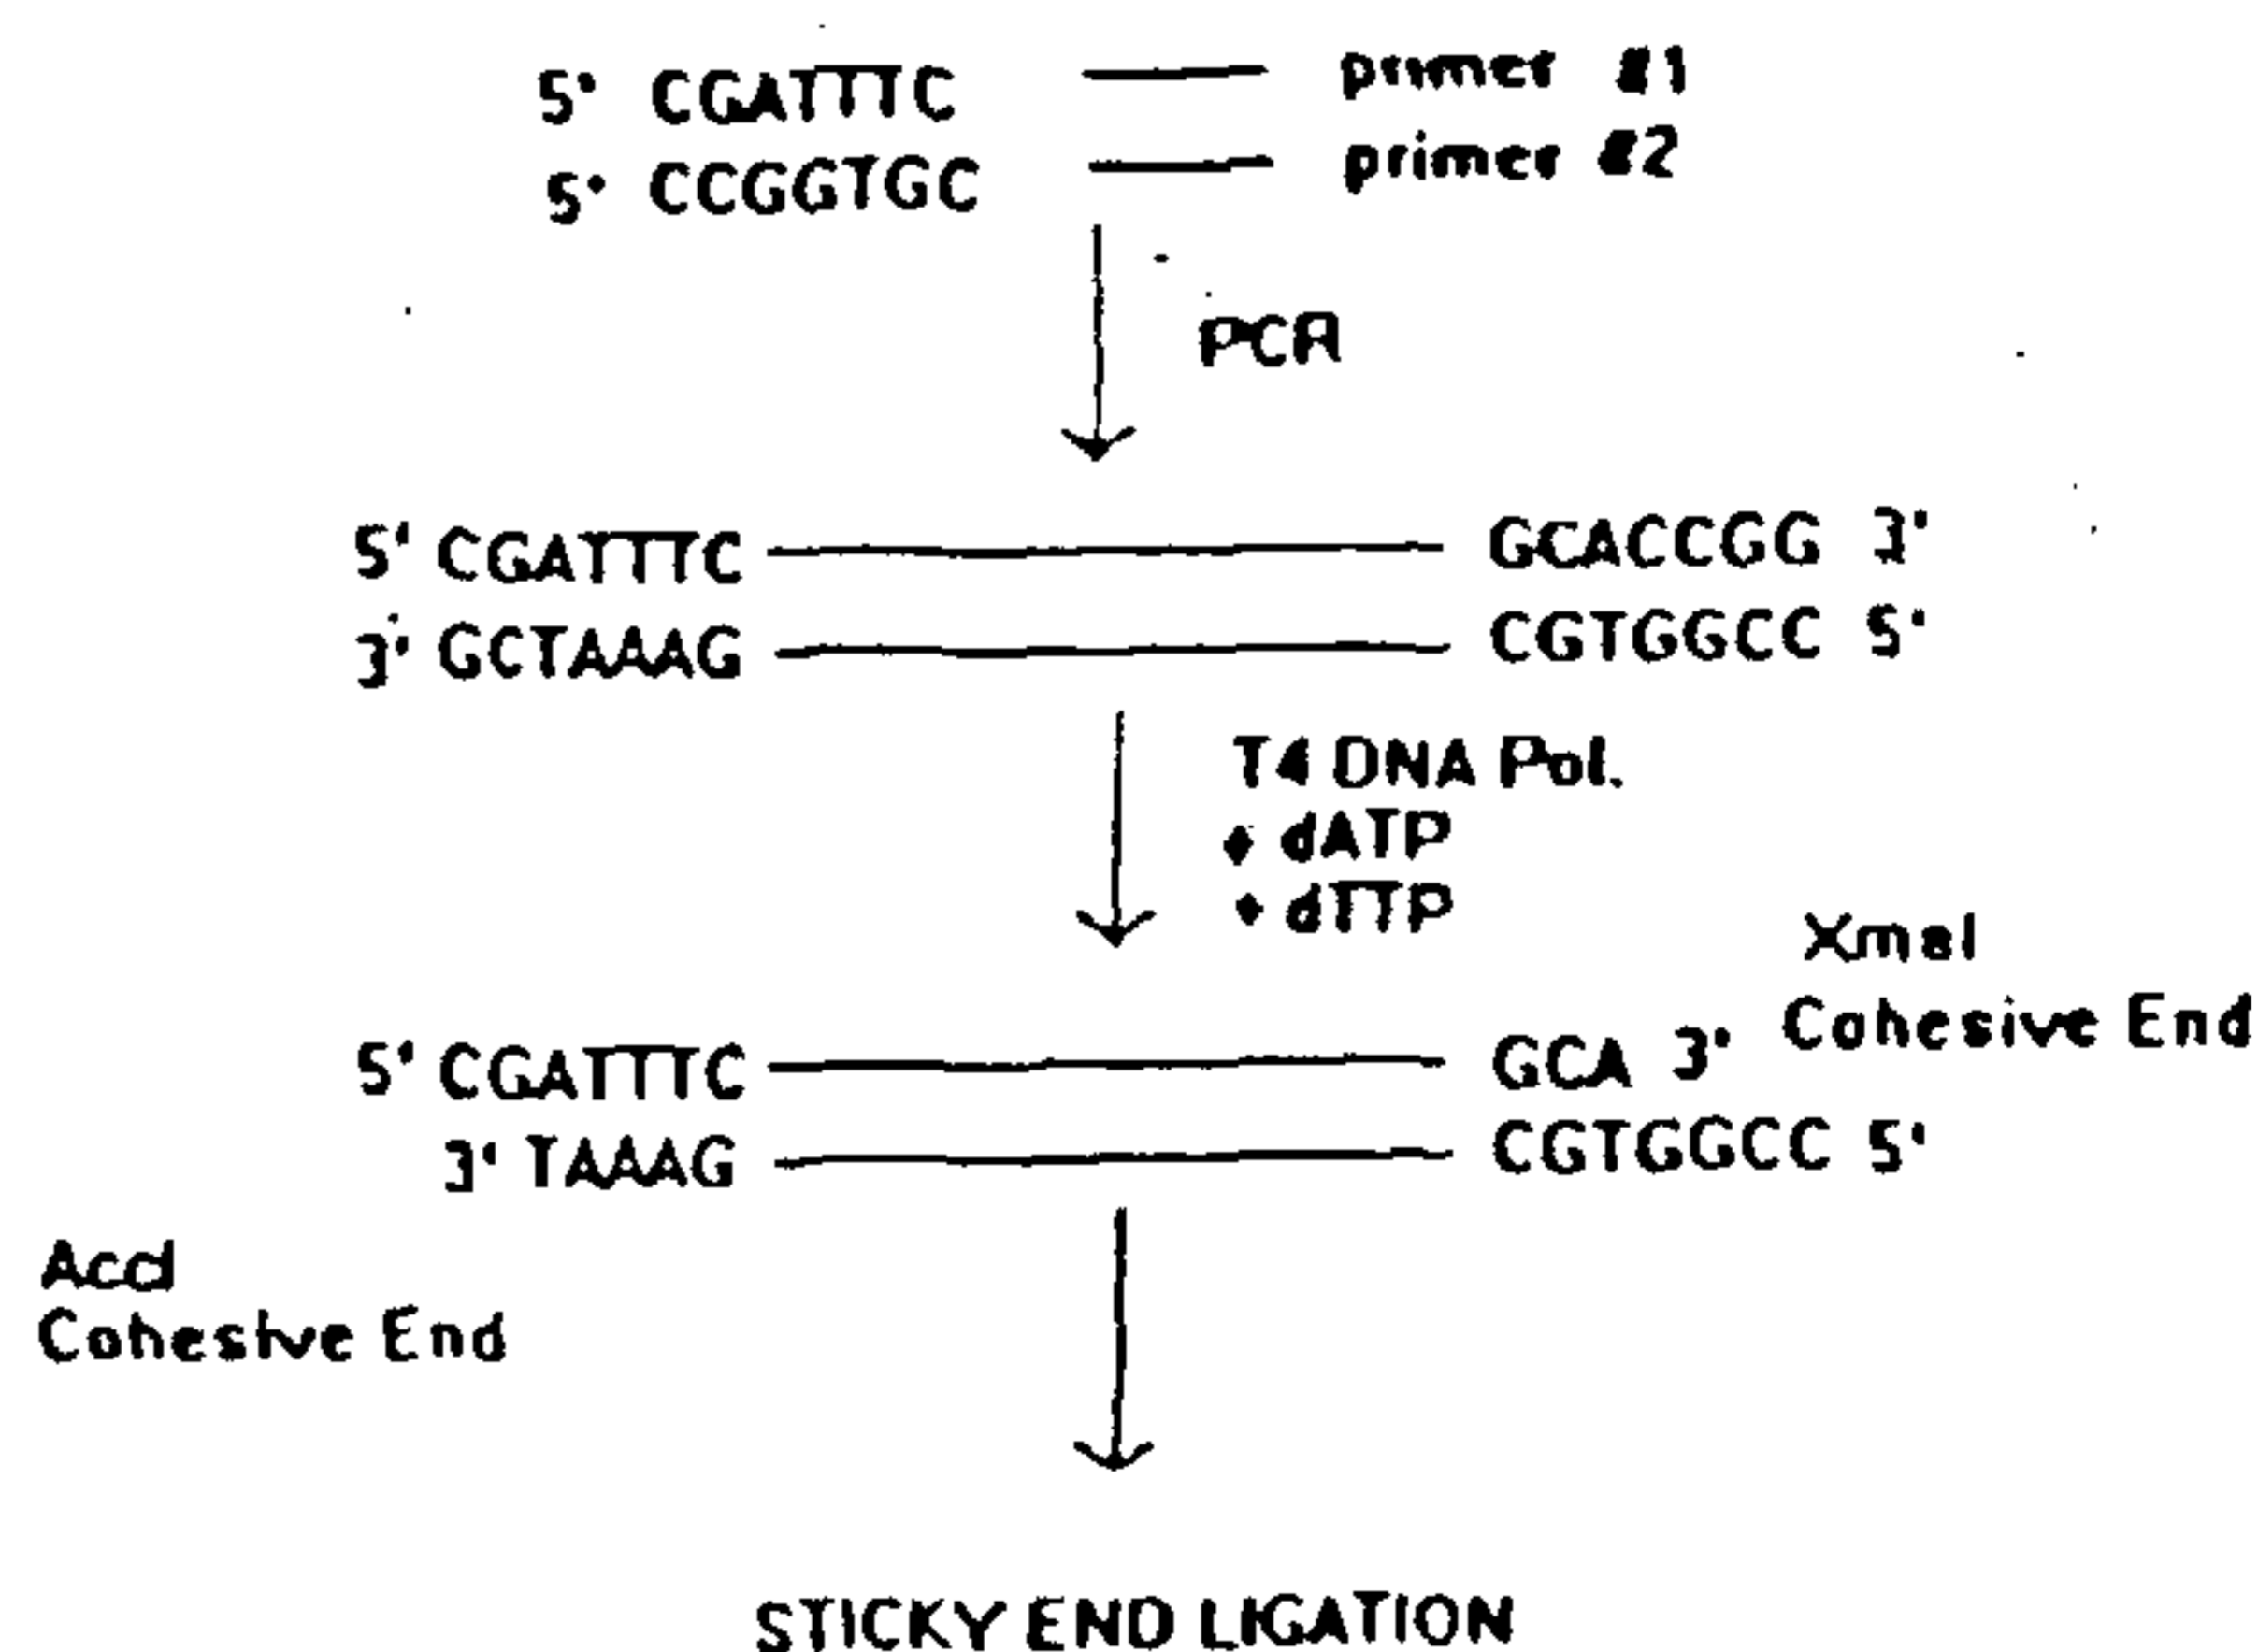 5' CGATTTC — primer #1
5' CCGGTGC — primer #2
PCR
5' CGATTTC — GCACCGG 3'
3' GCTAAAG — CGTGGCC 5'
T4 DNA Pol.
♦ dATP
♦ dTTP
XmaI
Cohesive End
5' CGATTTC — GCA 3'
3' TAAAG — CGTGGCC 5'
AccI
Cohesive End
STICKY END LIGATION